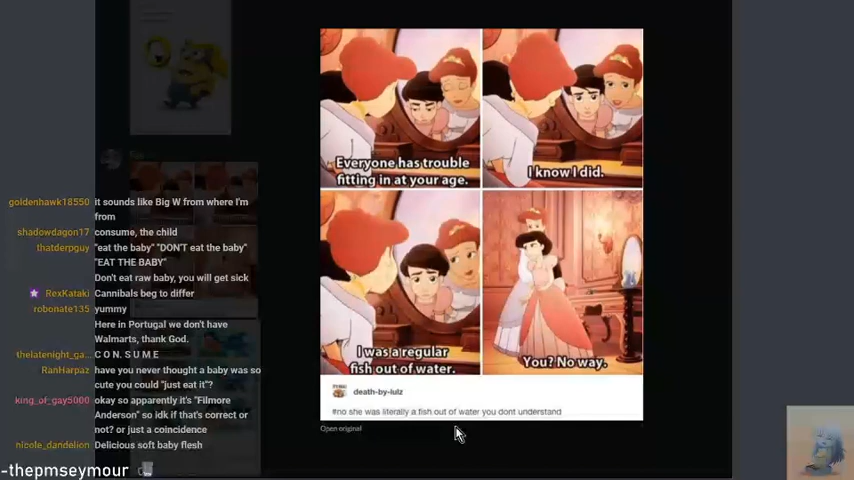 Everyone has trouble
fitting in at your age.
I know I did.
I was a regular
fish out of water.
You? No way.
death-by-lulz
#no she was literally a fish out of water you dont understand
Open original
goldenhawk18550 it sounds like Big W from where I'm
from
shadowdragon17 consume, the child
thatderpguy "eat the baby" "DON'T eat the baby"
"EAT THE BABY"
Don't eat raw baby, you will get sick
RexKataki Cannibals beg to differ
robonate135 yummy
Here in Portugal we don't have
Walmarts, thank God.
thelatenight_ga... C O N. S U M E
RanHarpaz have you never thought a baby was so
cute you could "just eat it"?
king_of_gay5000 okay so apparently it's "Filmore
Anderson" so idk if that's correct or
not? or just a coincidence
nicole_dandelion Delicious soft baby flesh
-thepmseymour